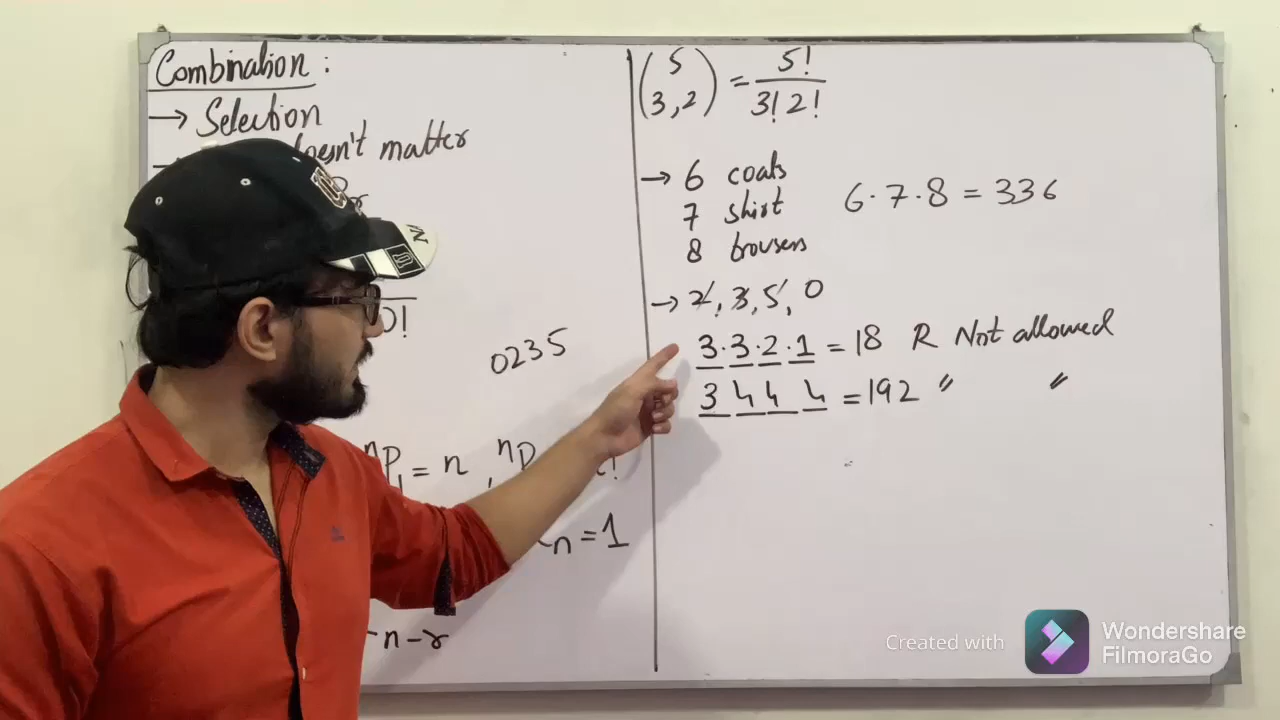 Combination :
→ Selection
doesn't matter
0!
0235
nP1 = n , nP
n = 1
n - r
(5 3,2) = 5! / 3! 2!
→ 6 coats
7 shirt
8 trousers
6 · 7 · 8 = 336
→ 2, 3, 5, 0
3 · 3 · 2 · 1 = 18 R Not allowed
3 4 4 4 = 192 " "
Created with
Wondershare
FilmoraGo